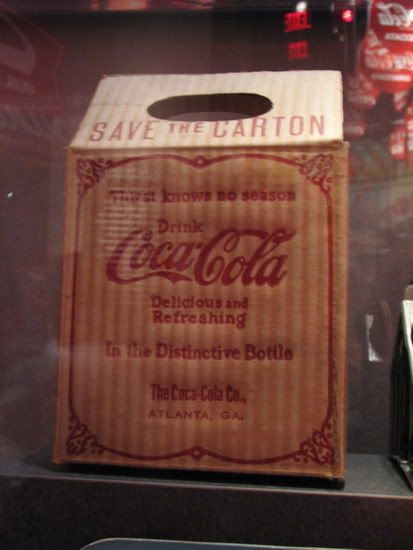 SAVE THE CARTON
Thirst knows no season
Drink
Coca-Cola
Delicious and
Refreshing
In the Distinctive Bottle
The Coca-Cola Co.,
ATLANTA, GA.